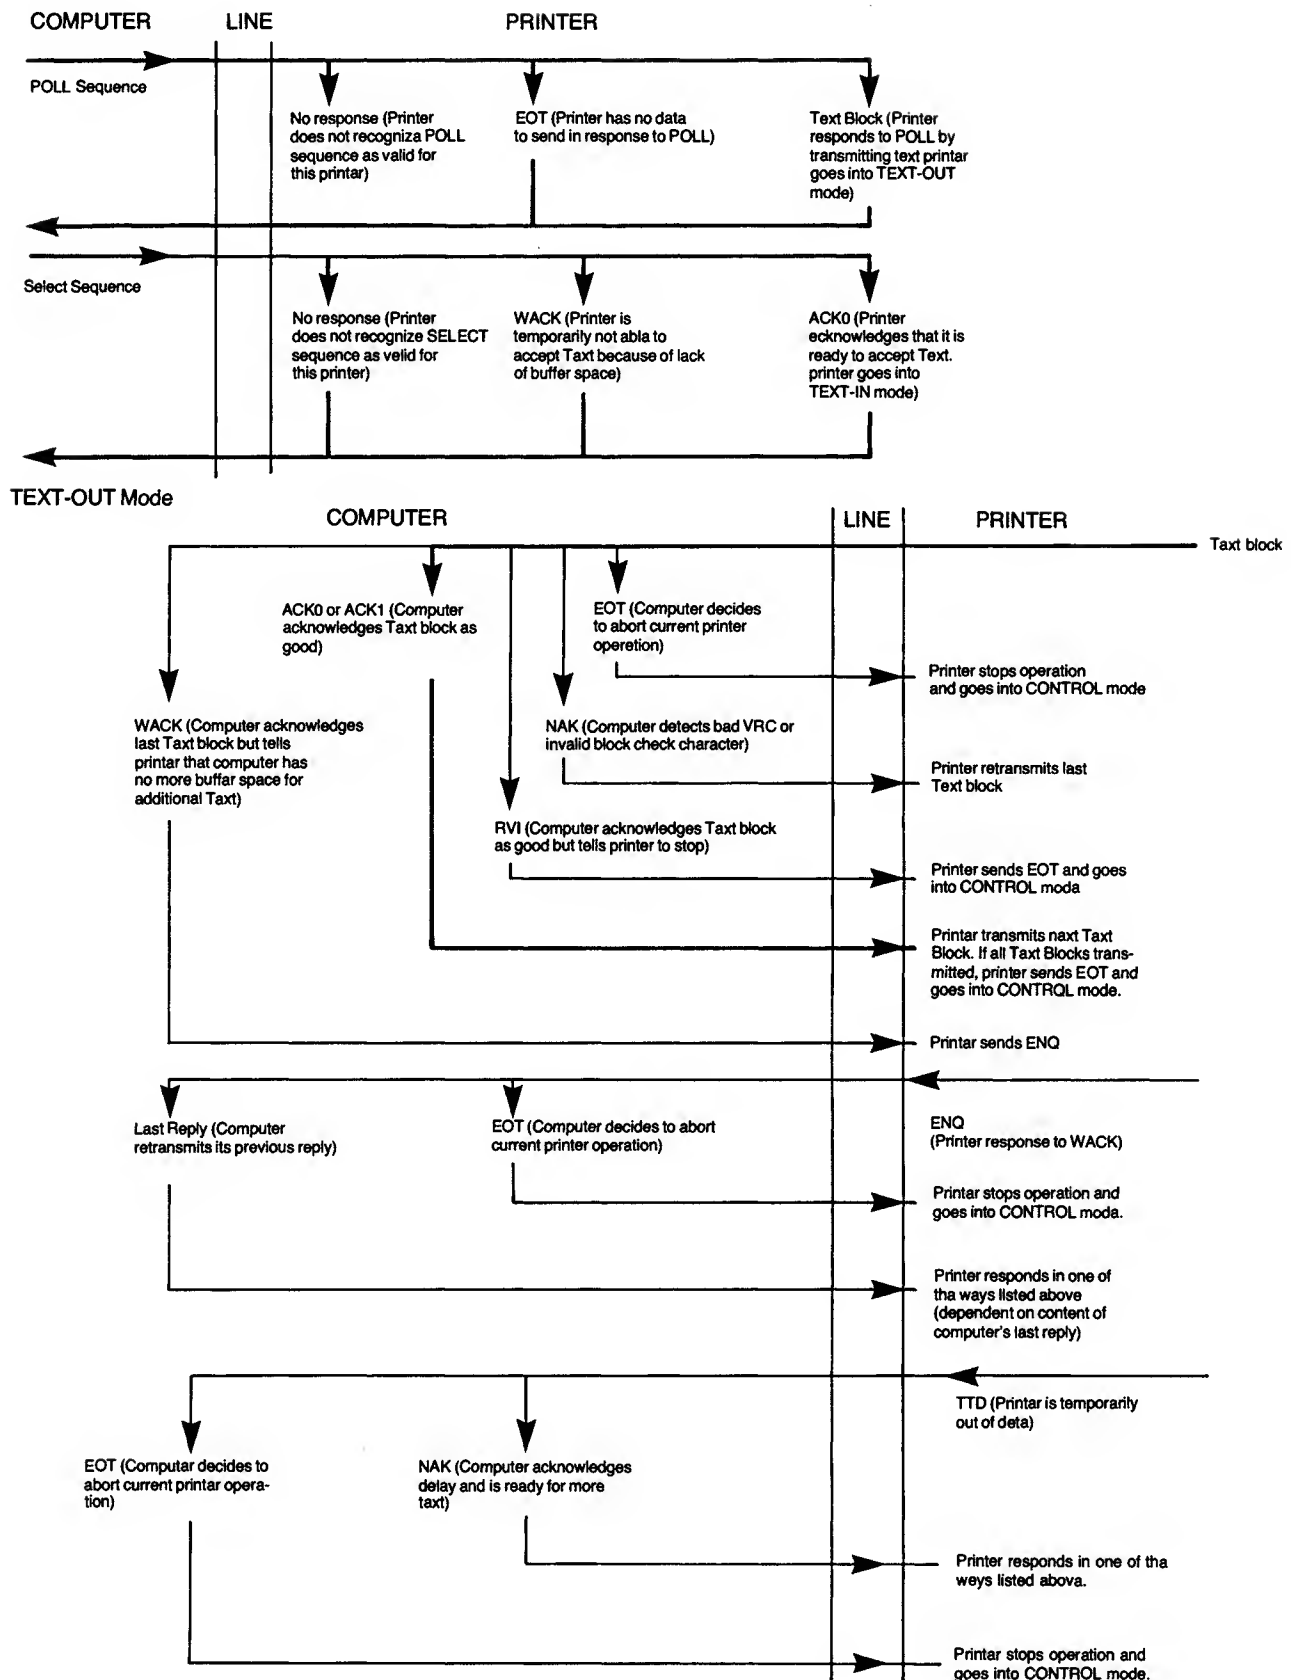 COMPUTER LINE PRINTER
POLL Sequence
No response (Printer
does not recogniza POLL
sequence as valid for
this printar)
EOT (Printer has no data
to send in response to POLL)
Text Block (Printer
responds to POLL by
transmitting text printar
goes into TEXT-OUT
mode)
Select Sequence
No response (Printer
does not recognize SELECT
sequence as velid for
this printer)
WACK (Printer is
temporarily not abla to
accept Taxt because of lack
of buffer space)
ACK0 (Printer
ecknowledges that it is
ready to accept Text.
printer goes into
TEXT-IN mode)
TEXT-OUT Mode
COMPUTER LINE PRINTER
Taxt block
ACK0 or ACK1 (Computer
acknowledges Taxt block as
good)
EOT (Computer decides
to abort current printer
operetion)
Printer stops operation
and goes into CONTROL mode
WACK (Computer acknowledges
last Taxt block but tells
printar that computer has
no more buffar space for
additional Taxt)
NAK (Computer detects bad VRC or
invalid block check character)
Printer retransmits last
Text block
RVI (Computer acknowledges Taxt block
as good but tells printer to stop)
Printer sends EOT and goes
into CONTROL moda
Printar transmits naxt Taxt
Block. If all Taxt Blocks trans-
mitted, printer sends EOT and
goes into CONTROL mode.
Printar sends ENQ
Last Reply (Computer
retransmits its previous reply)
EOT (Computer decides to abort
current printer operation)
ENQ
(Printer response to WACK)
Printar stops operation and
goes into CONTROL moda.
Printer responds in one of
tha ways listed above
(dependent on content of
computer's last reply)
TTD (Printar is temporarily
out of deta)
EOT (Computar decides to
abort current printar opera-
tion)
NAK (Computer acknowledges
delay and is ready for more
taxt)
Printer responds in one of tha
weys listed abova.
Printar stops operation and
goes into CONTROL mode.